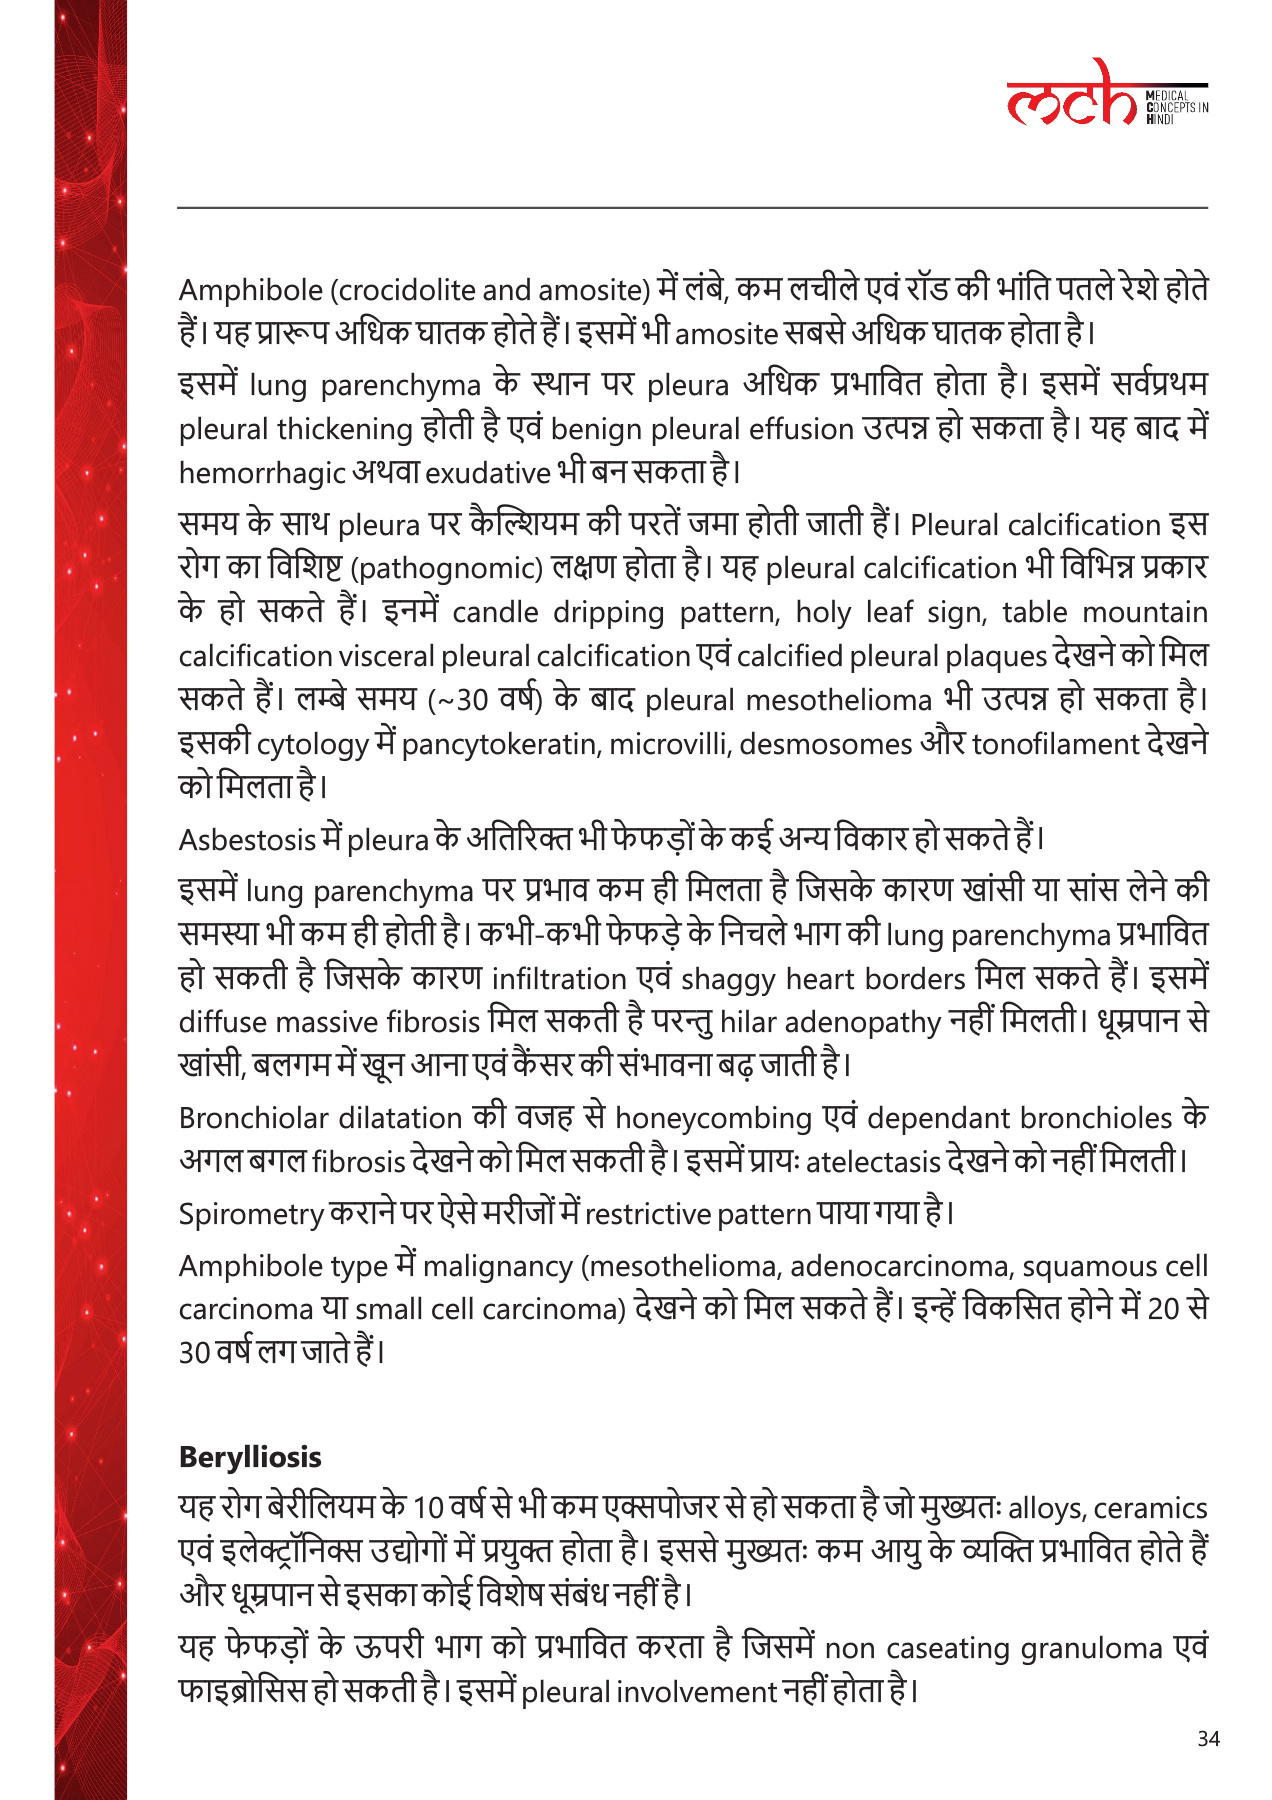 mch MEDICAL
CONCEPTS IN
HINDI
Amphibole (crocidolite and amosite) में लंबे, कम लचीले एवं रॉड की भांति पतले रेशे होते
हैं। यह प्रारूप अधिक घातक होते हैं। इसमें भी amosite सबसे अधिक घातक होता है।
इसमें lung parenchyma के स्थान पर pleura अधिक प्रभावित होता है। इसमें सर्वप्रथम
pleural thickening होती है एवं benign pleural effusion उत्पन्न हो सकता है। यह बाद में
hemorrhagic अथवा exudative भी बन सकता है।
समय के साथ pleura पर कैल्शियम की परतें जमा होती जाती हैं। Pleural calcification इस
रोग का विशिष्ट (pathognomic) लक्षण होता है। यह pleural calcification भी विभिन्न प्रकार
के हो सकते हैं। इनमें candle dripping pattern, holy leaf sign, table mountain
calcification visceral pleural calcification एवं calcified pleural plaques देखने को मिल
सकते हैं। लम्बे समय (~30 वर्ष) के बाद pleural mesothelioma भी उत्पन्न हो सकता है।
इसकी cytology में pancytokeratin, microvilli, desmosomes और tonofilament देखने
को मिलता है।
Asbestosis में pleura के अतिरिक्त भी फेफड़ों के कई अन्य विकार हो सकते हैं।
इसमें lung parenchyma पर प्रभाव कम ही मिलता है जिसके कारण खांसी या सांस लेने की
समस्या भी कम ही होती है। कभी-कभी फेफड़े के निचले भाग की lung parenchyma प्रभावित
हो सकती है जिसके कारण infiltration एवं shaggy heart borders मिल सकते हैं। इसमें
diffuse massive fibrosis मिल सकती है परन्तु hilar adenopathy नहीं मिलती। धूम्रपान से
खांसी, बलगम में खून आना एवं कैंसर की संभावना बढ़ जाती है।
Bronchiolar dilatation की वजह से honeycombing एवं dependant bronchioles के
अगल बगल fibrosis देखने को मिल सकती है। इसमें प्रायः atelectasis देखने को नहीं मिलती।
Spirometry कराने पर ऐसे मरीजों में restrictive pattern पाया गया है।
Amphibole type में malignancy (mesothelioma, adenocarcinoma, squamous cell
carcinoma या small cell carcinoma) देखने को मिल सकते हैं। इन्हें विकसित होने में 20 से
30 वर्ष लग जाते हैं।
Berylliosis
यह रोग बेरीलियम के 10 वर्ष से भी कम एक्सपोजर से हो सकता है जो मुख्यतः alloys, ceramics
एवं इलेक्ट्रॉनिक्स उद्योगों में प्रयुक्त होता है। इससे मुख्यतः कम आयु के व्यक्ति प्रभावित होते हैं
और धूम्रपान से इसका कोई विशेष संबंध नहीं है।
यह फेफड़ों के ऊपरी भाग को प्रभावित करता है जिसमें non caseating granuloma एवं
फाइब्रोसिस हो सकती है। इसमें pleural involvement नहीं होता है।
34